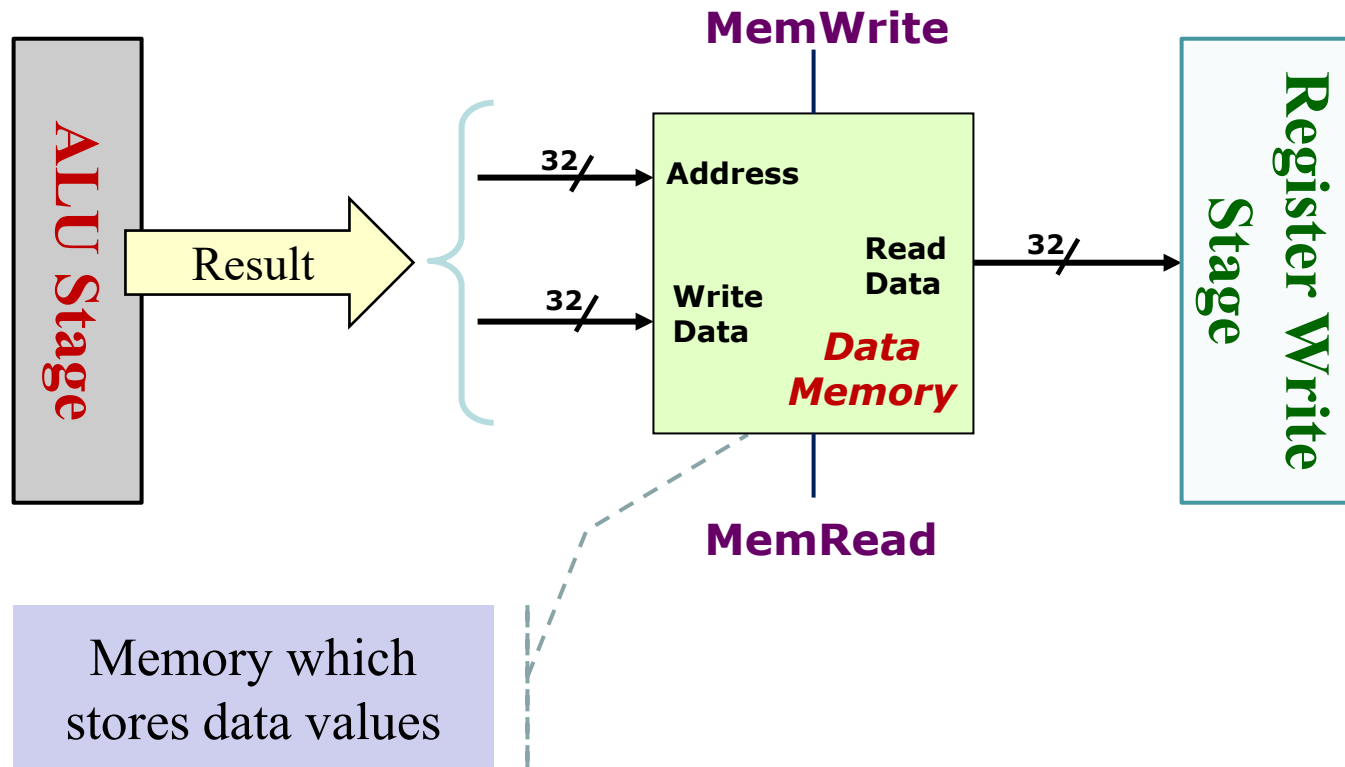 MemWrite
ALU Stage
Result
32
Address
32
Write
Data
Read
Data
Data
Memory
32
Register Write
Stage
MemRead
Memory which
stores data values